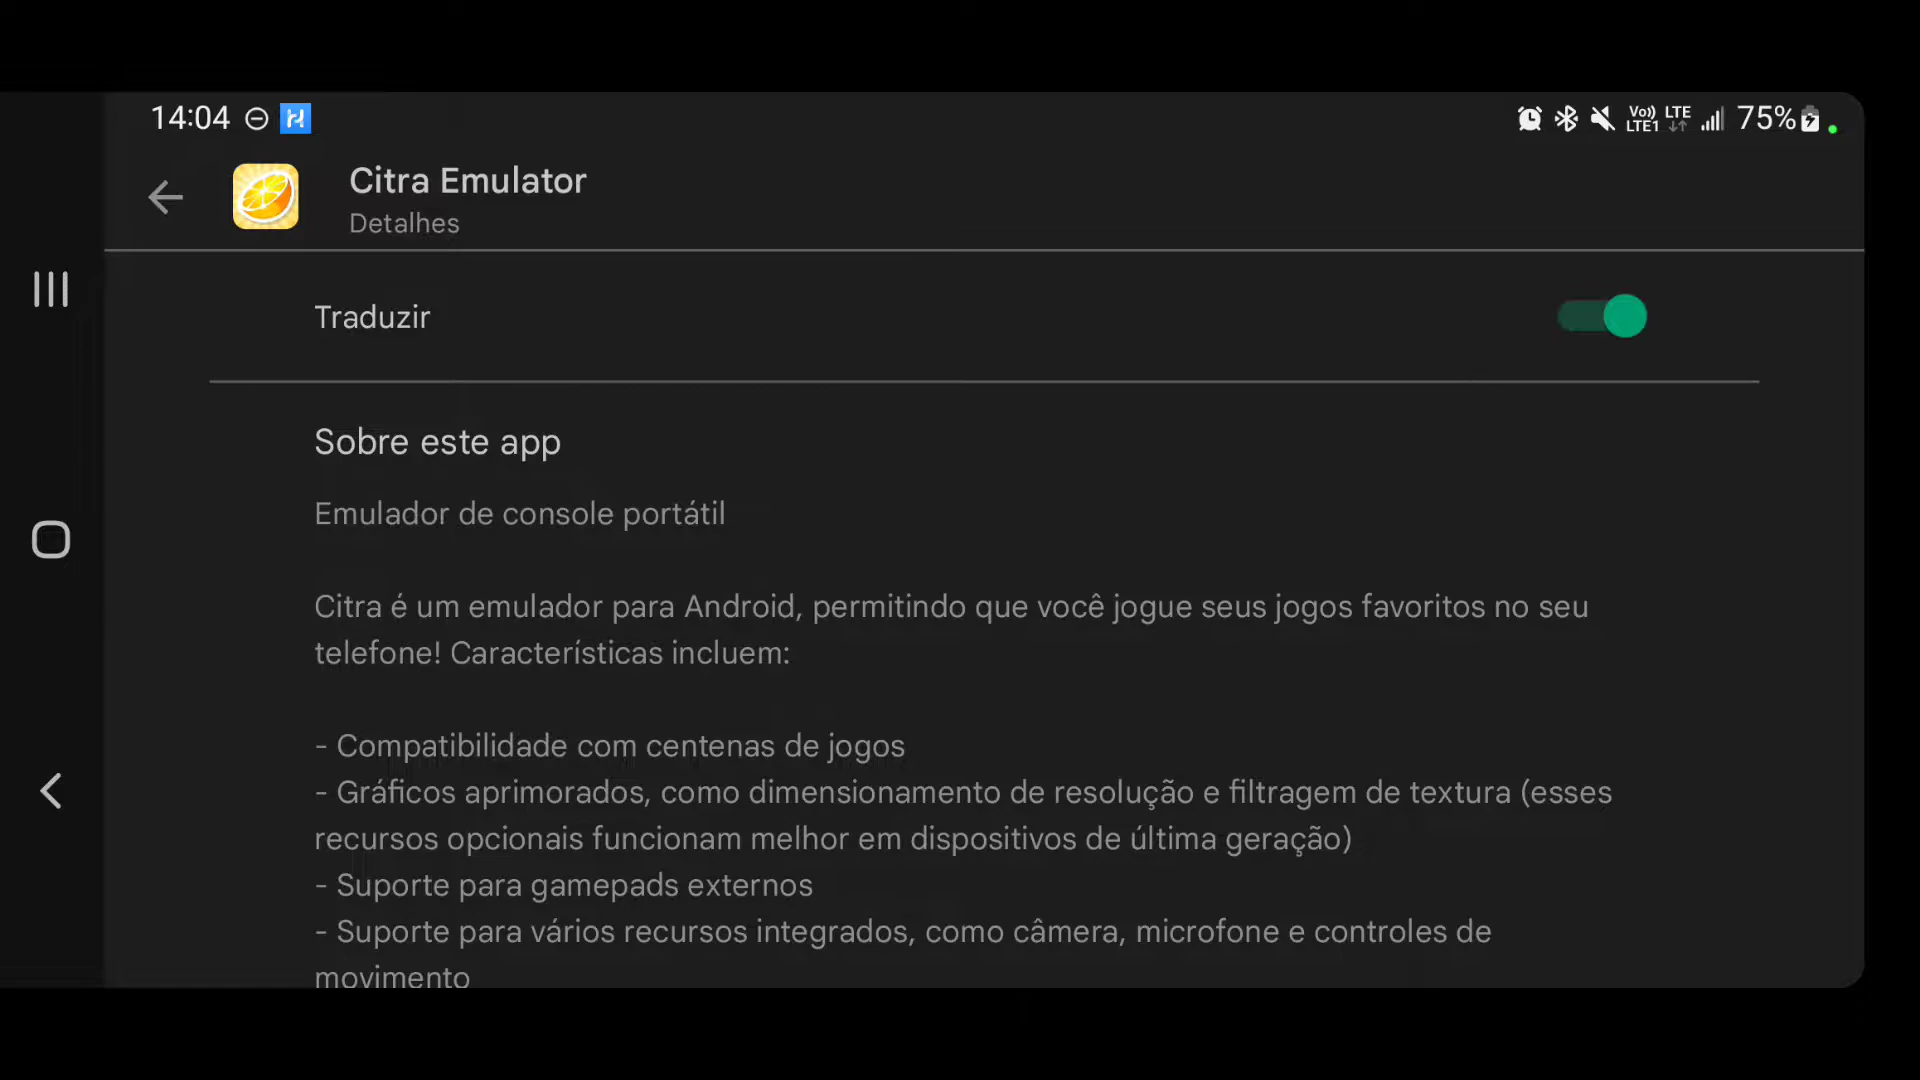 14:04
Vo)) LTE
LTE1
75%
Citra Emulator
Detalhes
Traduzir
Sobre este app
Emulador de console portátil
Citra é um emulador para Android, permitindo que você jogue seus jogos favoritos no seu
telefone! Características incluem:
- Compatibilidade com centenas de jogos
- Gráficos aprimorados, como dimensionamento de resolução e filtragem de textura (esses
recursos opcionais funcionam melhor em dispositivos de última geração)
- Suporte para gamepads externos
- Suporte para vários recursos integrados, como câmera, microfone e controles de
movimento